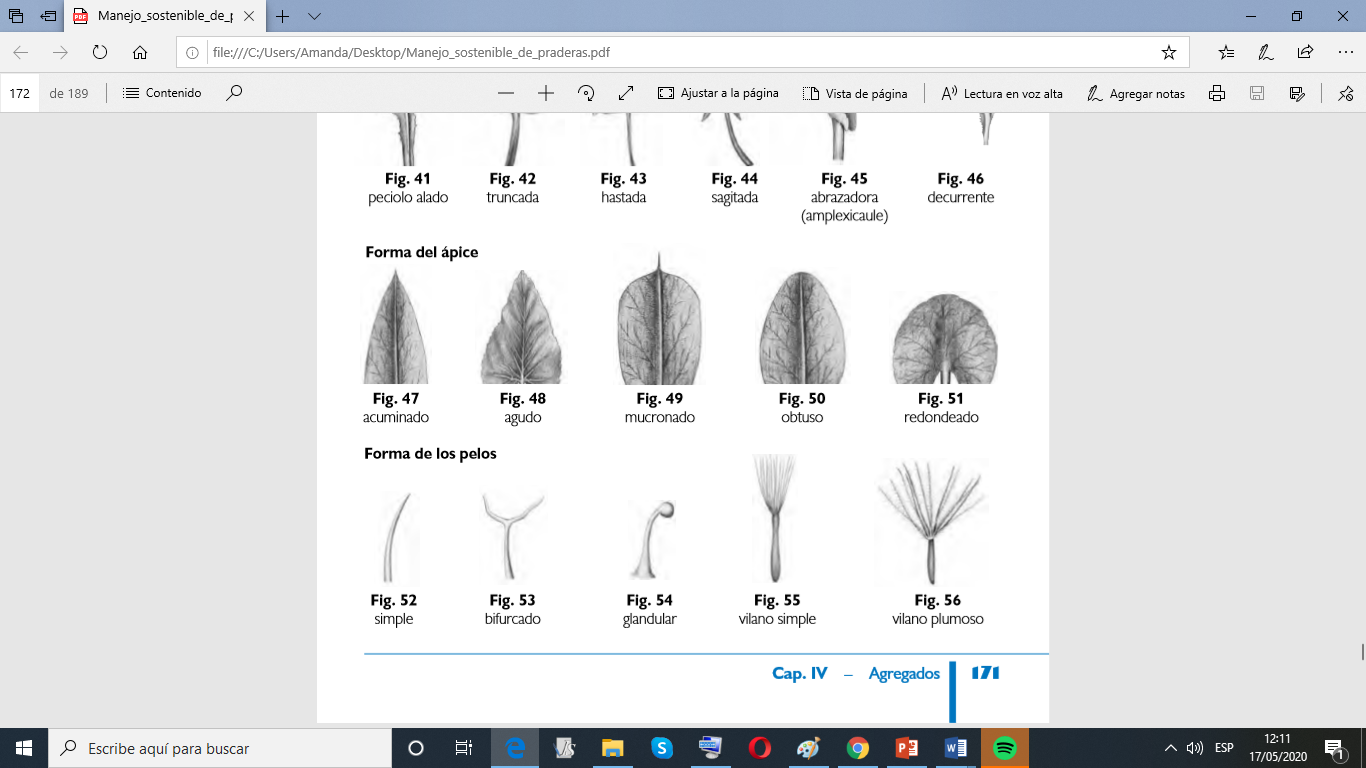 Manejo_sostenible_de_p
file:///C:/Users/Amanda/Desktop/Manejo_sostenible_de_praderas.pdf
172 de 189 Contenido Ajustar a la página Vista de página Lectura en voz alta Agregar notas
Fig. 41 Fig. 42 Fig. 43 Fig. 44 Fig. 45 Fig. 46
peciolo alado truncada hastada sagitada abrazadora decurrente
(amplexicaule)
Forma del ápice
Fig. 47 Fig. 48 Fig. 49 Fig. 50 Fig. 51
acuminado agudo mucronado obtuso redondeado
Forma de los pelos
Fig. 52 Fig. 53 Fig. 54 Fig. 55 Fig. 56
simple bifurcado glandular vilano simple vilano plumoso
Cap. IV – Agregados 171
Escribe aquí para buscar
ESP
12:11
17/05/2020
1